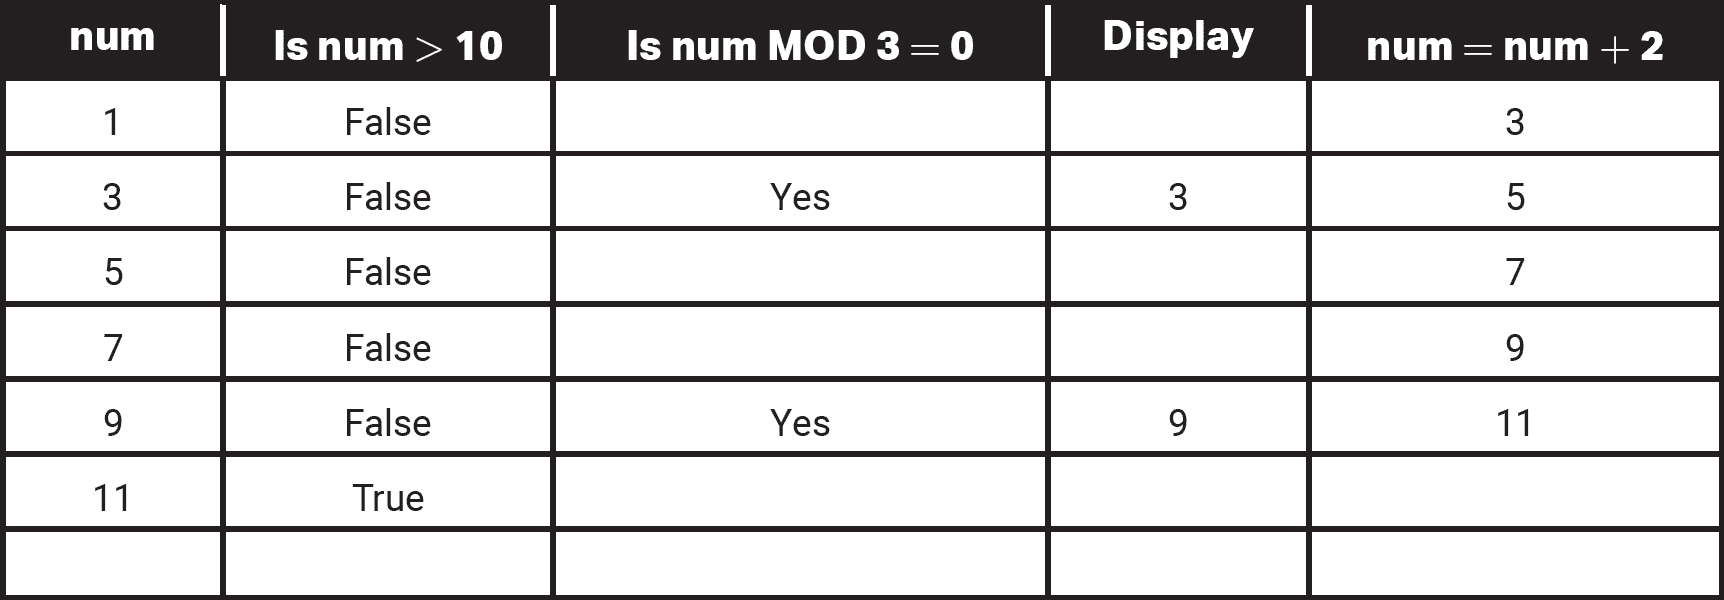 num Is num > 10 Is num MOD 3 = 0 Display num = num + 2
1 False 3
3 False Yes 3 5
5 False 7
7 False 9
9 False Yes 9 11
11 True